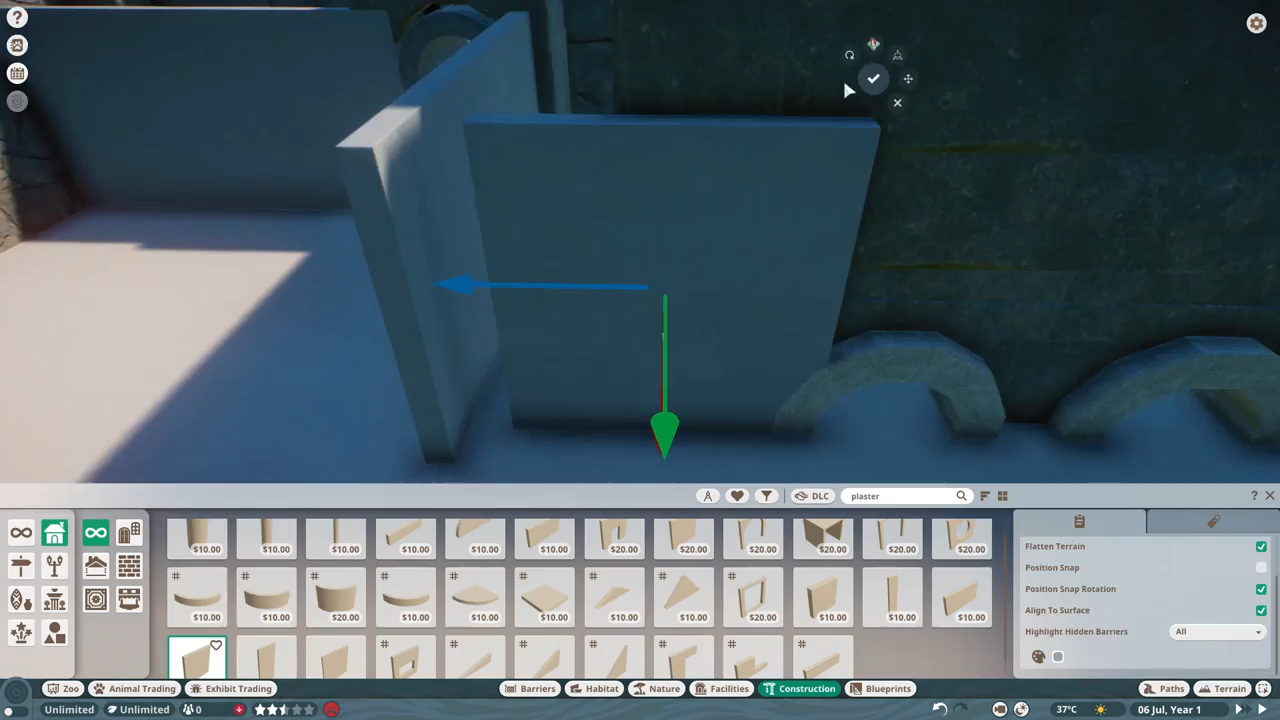 DLC
plaster
$10.00 $10.00 $10.00 $10.00 $10.00 $10.00 $20.00 $20.00 $20.00 $20.00 $10.00 $20.00
$10.00 $10.00 $20.00 $10.00 $10.00 $10.00 $10.00 $10.00 $20.00 $10.00 $10.00 $10.00
Flatten Terrain
Position Snap
Position Snap Rotation
Align To Surface
Highlight Hidden Barriers All
Zoo Animal Trading Exhibit Trading Barriers Habitat Nature Facilities Construction Blueprints Paths Terrain
Unlimited Unlimited 0 37°C 06 Jul, Year 1